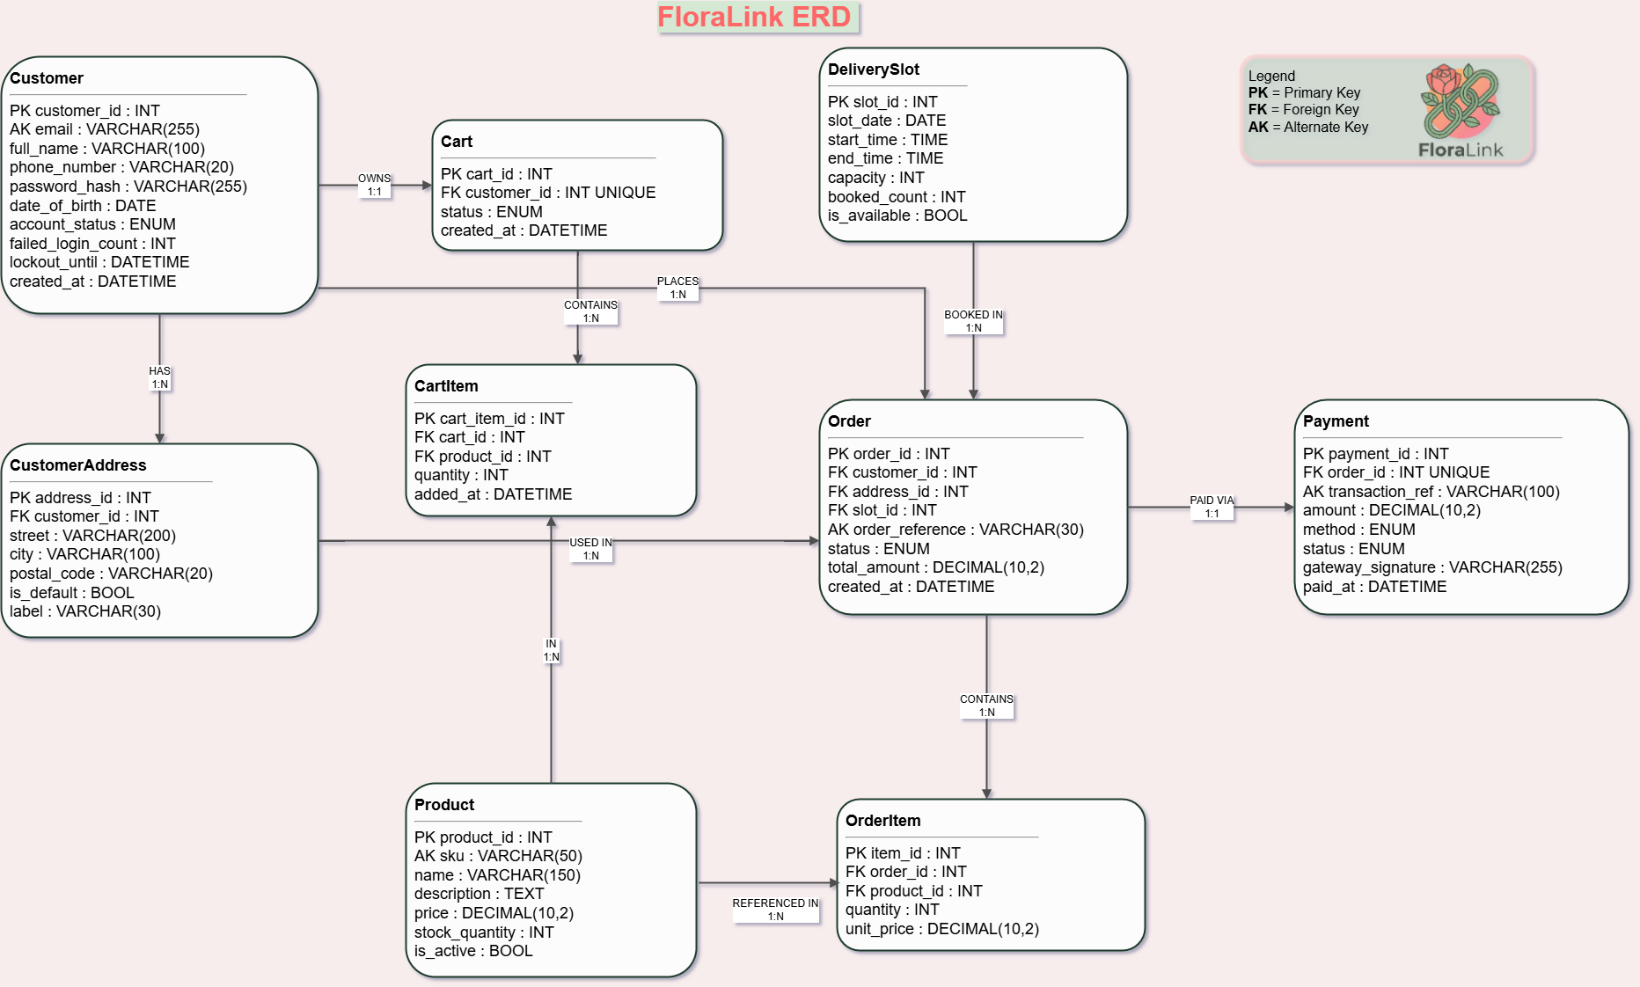 FloraLink ERD
Customer
PK customer_id : INT
AK email : VARCHAR(255)
full_name : VARCHAR(100)
phone_number : VARCHAR(20)
password_hash : VARCHAR(255)
date_of_birth : DATE
account_status : ENUM
failed_login_count : INT
lockout_until : DATETIME
created_at : DATETIME
OWNS
1:1
Cart
PK cart_id : INT
FK customer_id : INT UNIQUE
status : ENUM
created_at : DATETIME
DeliverySlot
PK slot_id : INT
slot_date : DATE
start_time : TIME
end_time : TIME
capacity : INT
booked_count : INT
is_available : BOOL
Legend
PK = Primary Key
FK = Foreign Key
AK = Alternate Key
FloraLink
PLACES
1:N
CONTAINS
1:N
BOOKED IN
1:N
HAS
1:N
CartItem
PK cart_item_id : INT
FK cart_id : INT
FK product_id : INT
quantity : INT
added_at : DATETIME
Order
PK order_id : INT
FK customer_id : INT
FK address_id : INT
FK slot_id : INT
AK order_reference : VARCHAR(30)
status : ENUM
total_amount : DECIMAL(10,2)
created_at : DATETIME
PAID VIA
1:1
Payment
PK payment_id : INT
FK order_id : INT UNIQUE
AK transaction_ref : VARCHAR(100)
amount : DECIMAL(10,2)
method : ENUM
status : ENUM
gateway_signature : VARCHAR(255)
paid_at : DATETIME
CustomerAddress
PK address_id : INT
FK customer_id : INT
street : VARCHAR(200)
city : VARCHAR(100)
postal_code : VARCHAR(20)
is_default : BOOL
label : VARCHAR(30)
USED IN
1:N
IN
1:N
CONTAINS
1:N
Product
PK product_id : INT
AK sku : VARCHAR(50)
name : VARCHAR(150)
description : TEXT
price : DECIMAL(10,2)
stock_quantity : INT
is_active : BOOL
REFERENCED IN
1:N
OrderItem
PK item_id : INT
FK order_id : INT
FK product_id : INT
quantity : INT
unit_price : DECIMAL(10,2)